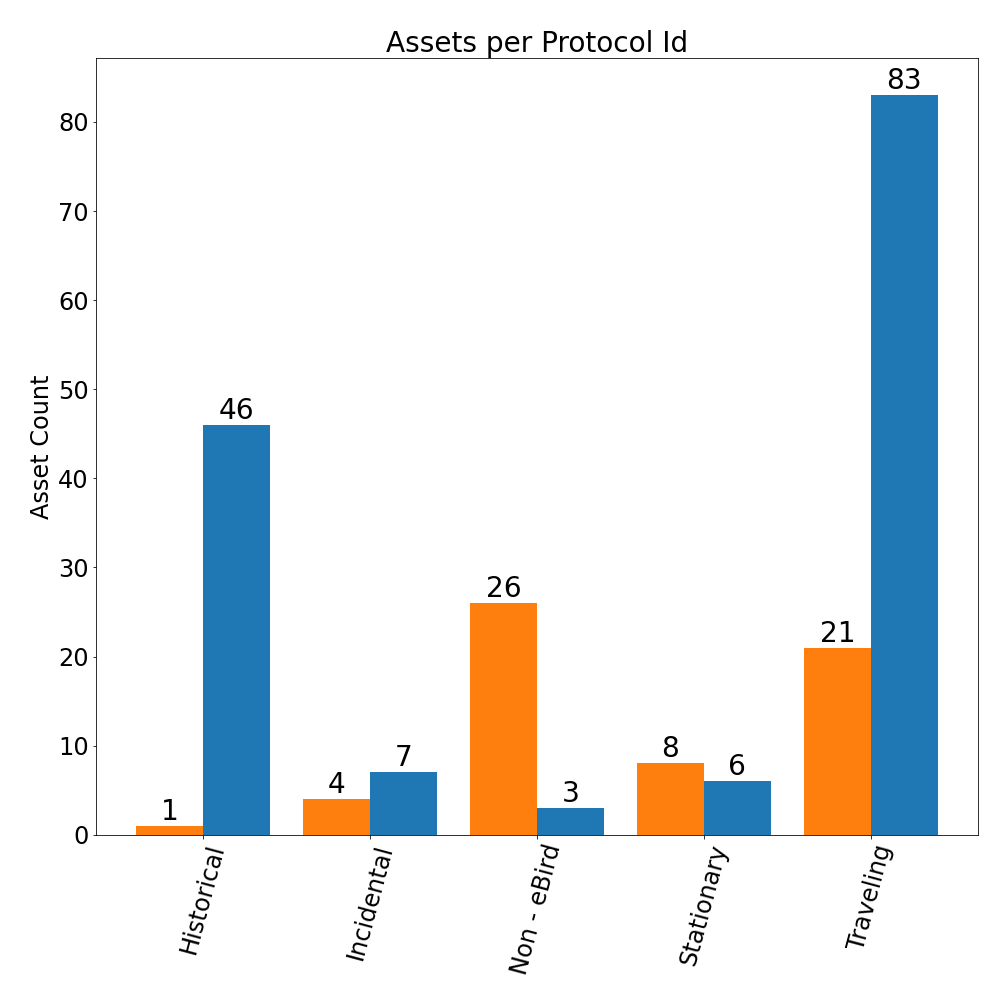 Assets per Protocol Id
Asset Count
80
70
60
50
40
30
20
10
0
1
46
4
7
26
3
8
6
21
83
Historical
Incidental
Non - eBird
Stationary
Traveling